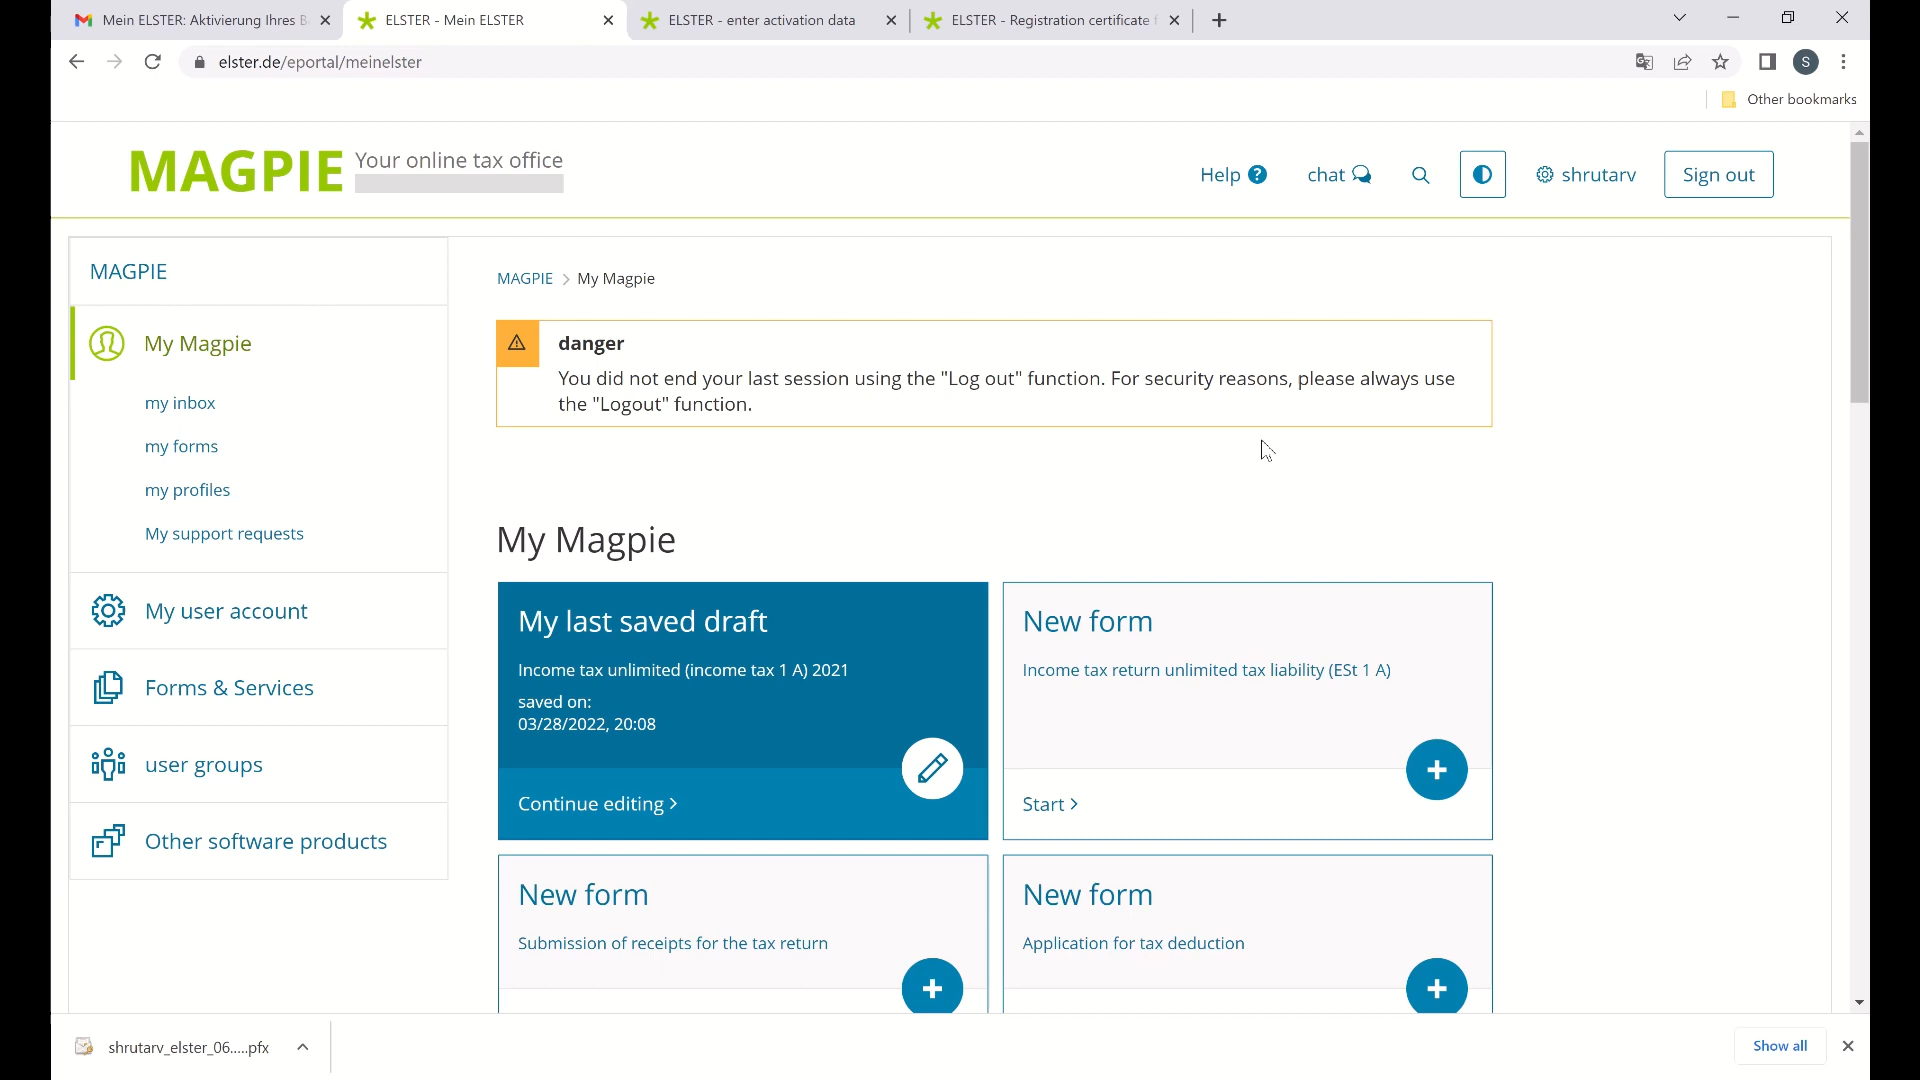 Mein ELSTER: Aktivierung Ihres B
ELSTER - Mein ELSTER
ELSTER - enter activation data
ELSTER - Registration certificate f
elster.de/eportal/meinelster
S
Other bookmarks
MAGPIE
Your online tax office
Help ?
chat
shrutarv
Sign out
MAGPIE
My Magpie
my inbox
my forms
my profiles
My support requests
My user account
Forms & Services
user groups
Other software products
MAGPIE > My Magpie
danger
You did not end your last session using the "Log out" function. For security reasons, please always use
the "Logout" function.
My Magpie
My last saved draft
Income tax unlimited (income tax 1 A) 2021
saved on:
03/28/2022, 20:08
Continue editing >
New form
Income tax return unlimited tax liability (ESt 1 A)
Start >
New form
Submission of receipts for the tax return
New form
Application for tax deduction
shrutarv_elster_06.....pfx
Show all